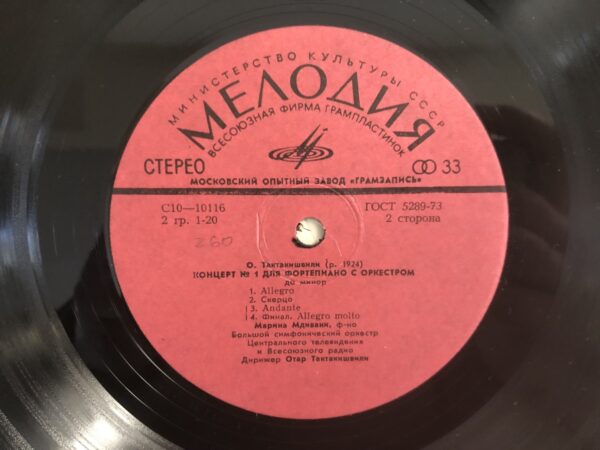 МИНИСТЕРСТВО КУЛЬТУРЫ СССР
МЕЛОДИЯ
ВСЕСОЮЗНАЯ ФИРМА ГРАМПЛАСТИНОК
СТЕРЕО
33
МОСКОВСКИЙ ОПЫТНЫЙ ЗАВОД «ГРАМЗАПИСЬ»
С10—10116
ГОСТ 5289-73
2 гр. 1-20
2 сторона
260
О. Тактакишвили (р. 1924)
КОНЦЕРТ № 1 ДЛЯ ФОРТЕПИАНО С ОРКЕСТРОМ
до минор
1. Allegro
2. Скерцо
3. Andante
4. Финал. Allegro molto
Марина Мдивани, ф-но
Большой симфонический оркестр
Центрального телевидения
и Всесоюзного радио
Дирижер Отар Тактакишвили